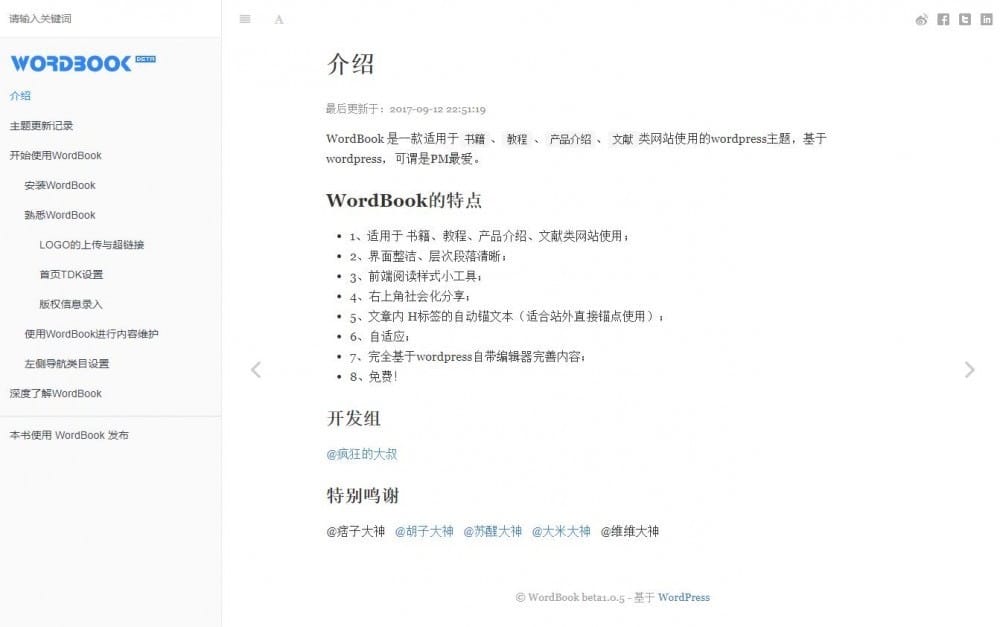 请输入关键词
WORDBOOK BETA
介绍
主题更新记录
开始使用WordBook
安装WordBook
熟悉WordBook
LOGO的上传与超链接
首页TDK设置
版权信息录入
使用WordBook进行内容维护
左侧导航类目设置
深度了解WordBook
本书使用 WordBook 发布
A
介绍
最后更新于：2017-09-12 22:51:19
WordBook 是一款适用于 书籍 、 教程 、 产品介绍 、 文献 类网站使用的wordpress主题，基于
wordpress，可谓是PM最爱。
WordBook的特点
• 1、适用于 书籍、教程、产品介绍、文献类网站使用；
• 2、界面整洁、层次段落清晰；
• 3、前端阅读样式小工具；
• 4、右上角社会化分享；
• 5、文章内 H标签的自动锚文本（适合站外直接锚点使用）；
• 6、自适应；
• 7、完全基于wordpress自带编辑器完善内容；
• 8、免费！
开发组
@疯狂的大叔
特别鸣谢
@痞子大神 @胡子大神 @苏醒大神 @大米大神 @维维大神
© WordBook beta1.0.5 - 基于 WordPress